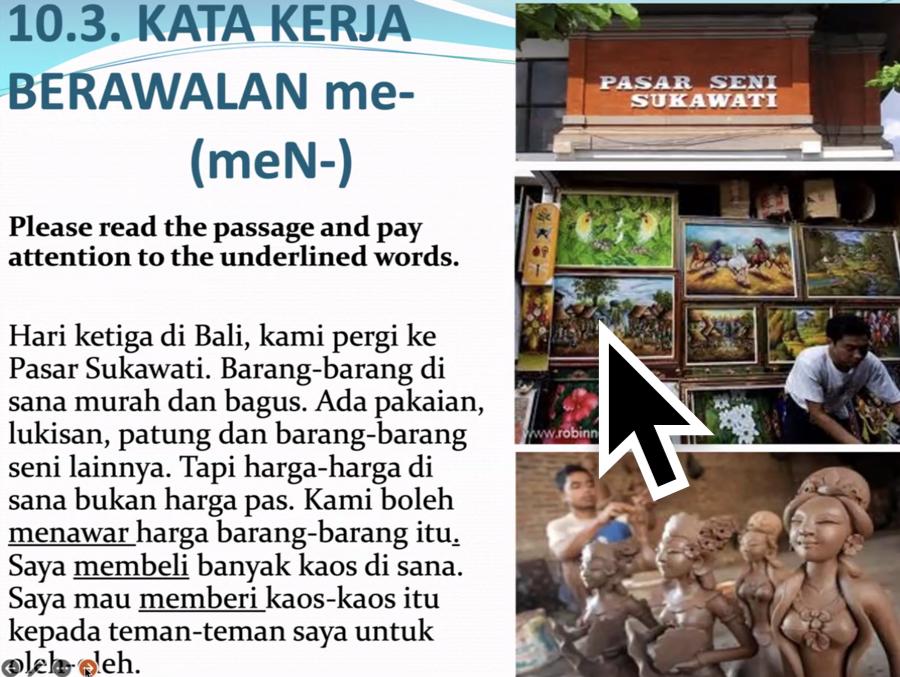 10.3. KATA KERJA
BERAWALAN me-
(meN-)
Please read the passage and pay
attention to the underlined words.
Hari ketiga di Bali, kami pergi ke
Pasar Sukawati. Barang-barang di
sana murah dan bagus. Ada pakaian,
lukisan, patung dan barang-barang
seni lainnya. Tapi harga-harga di
sana bukan harga pas. Kami boleh
menawar harga barang-barang itu.
Saya membeli banyak kaos di sana.
Saya mau memberi kaos-kaos itu
kepada teman-teman saya untuk
oleh-oleh.
PASAR SENI
SUKAWATI